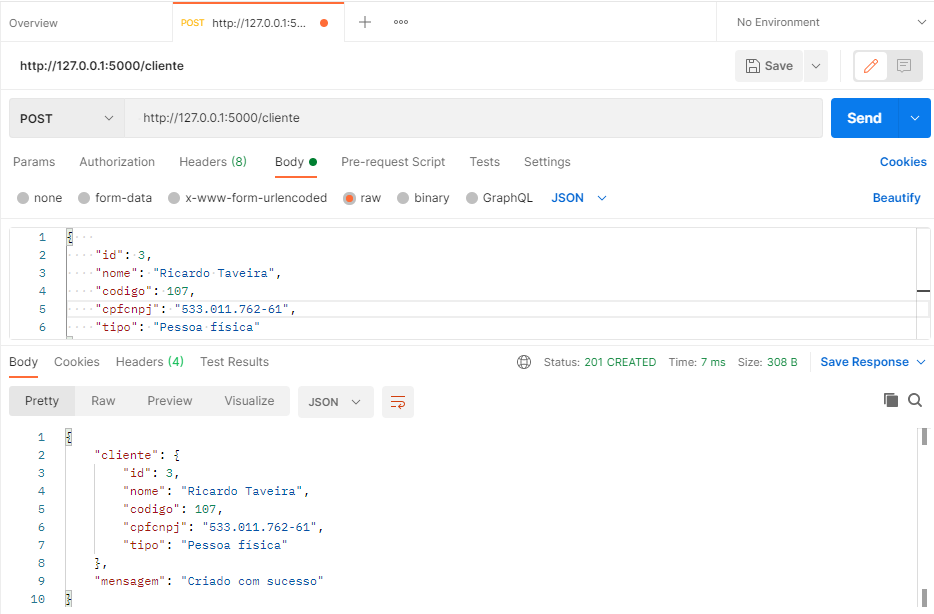 Overview
POST http://127.0.0.1:5...
No Environment
http://127.0.0.1:5000/cliente
Save
POST http://127.0.0.1:5000/cliente
Send
Params Authorization Headers (8) Body Pre-request Script Tests Settings Cookies
none form-data x-www-form-urlencoded raw binary GraphQL JSON Beautify
1 {
2 "id": 3,
3 "nome": "Ricardo Taveira",
4 "codigo": 107,
5 "cpfcnpj": "533.011.762-61",
6 "tipo": "Pessoa física"
Body Cookies Headers (4) Test Results Status: 201 CREATED Time: 7 ms Size: 308 B Save Response
Pretty Raw Preview Visualize JSON
1 {
2 "cliente": {
3 "id": 3,
4 "nome": "Ricardo Taveira",
5 "codigo": 107,
6 "cpfcnpj": "533.011.762-61",
7 "tipo": "Pessoa física"
8 },
9 "mensagem": "Criado com sucesso"
10 }